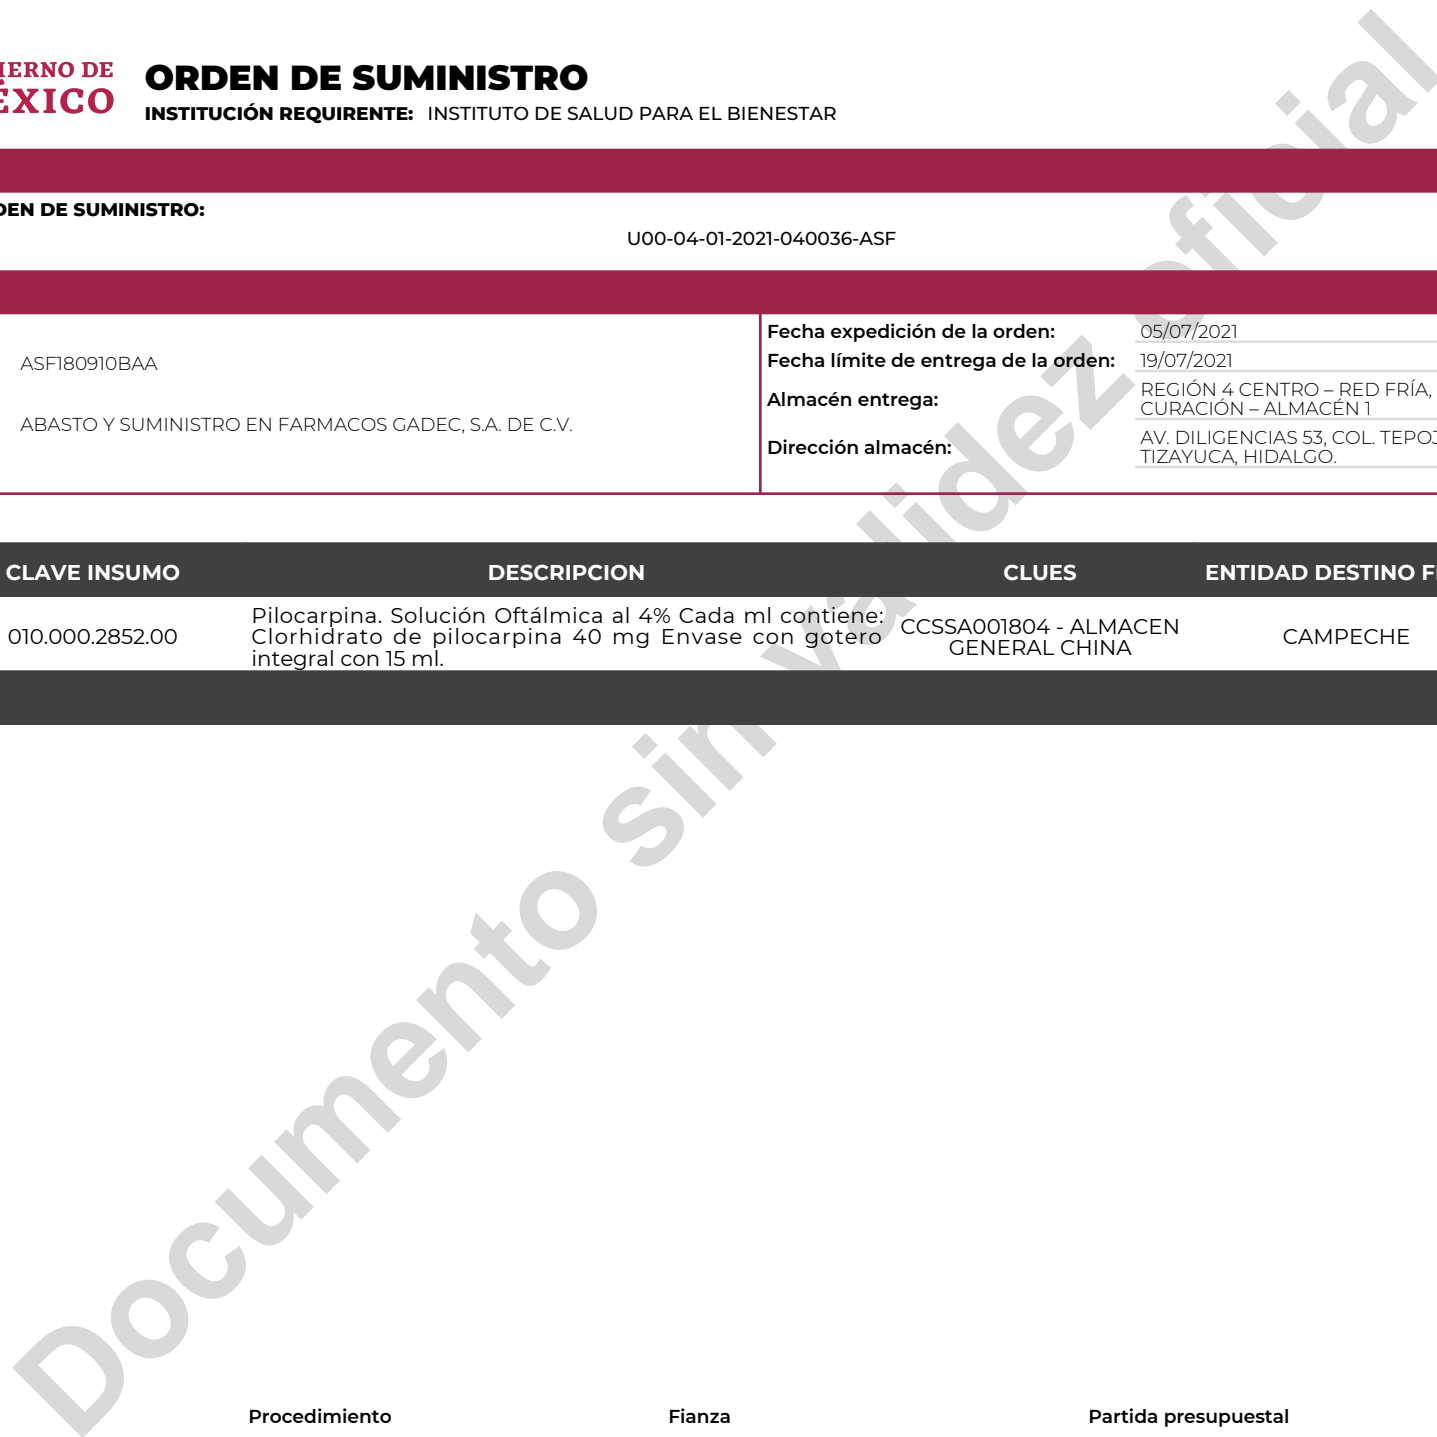 IERNO DE
ÉXICO
ORDEN DE SUMINISTRO
INSTITUCIÓN REQUIRENTE: INSTITUTO DE SALUD PARA EL BIENESTAR
DEN DE SUMINISTRO:
U00-04-01-2021-040036-ASF
ASF180910BAA
ABASTO Y SUMINISTRO EN FARMACOS GADEC, S.A. DE C.V.
Fecha expedición de la orden: 05/07/2021
Fecha límite de entrega de la orden: 19/07/2021
Almacén entrega: REGIÓN 4 CENTRO – RED FRÍA,
CURACIÓN – ALMACÉN 1
Dirección almacén: AV. DILIGENCIAS 53, COL. TEPOJ
TIZAYUCA, HIDALGO.
CLAVE INSUMO DESCRIPCION CLUES ENTIDAD DESTINO FI
010.000.2852.00
Pilocarpina. Solución Oftálmica al 4% Cada ml contiene:
Clorhidrato de pilocarpina 40 mg Envase con gotero
integral con 15 ml.
CCSSA001804 - ALMACEN
GENERAL CHINA
CAMPECHE
Documento sin validez oficial
Procedimiento Fianza Partida presupuestal